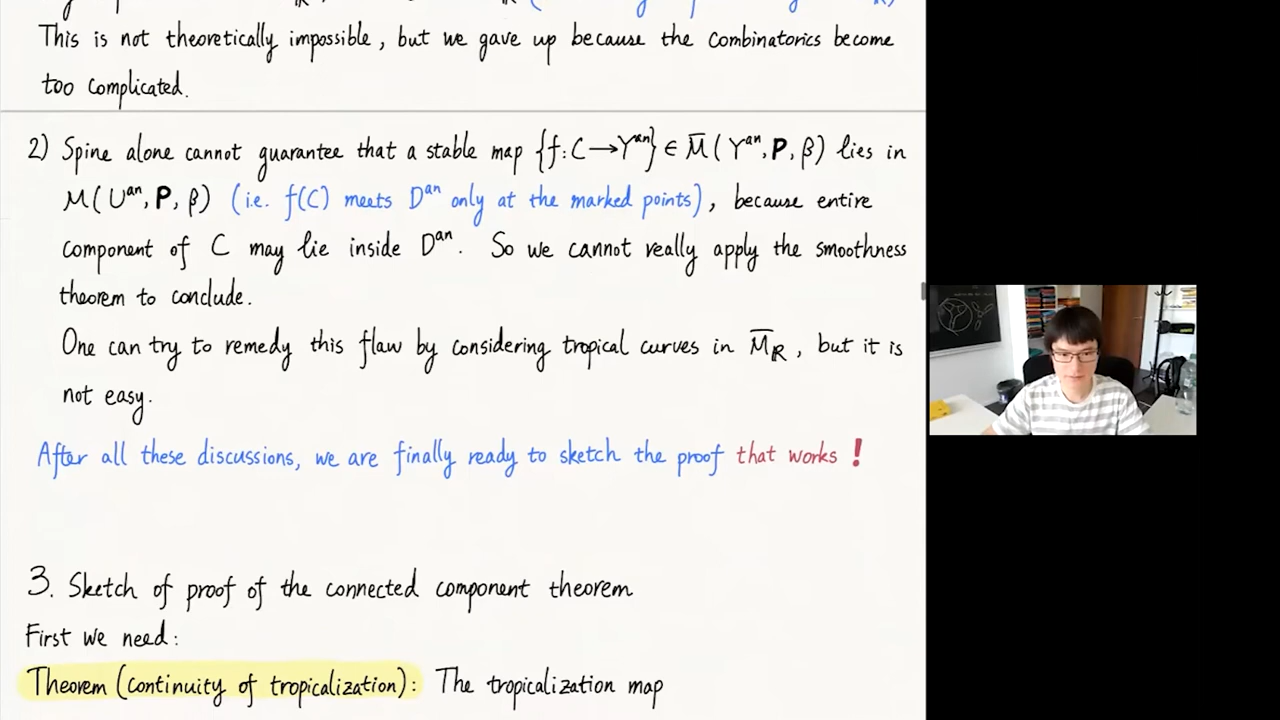 This is not theoretically impossible, but we gave up because the combinatorics become
too complicated.
2) Spine alone cannot guarantee that a stable map {f: C→Yᵃⁿ} ∈ M̄(Yᵃⁿ, P, β) lies in
M(Uᵃⁿ, P, β) (i.e. f(C) meets Dᵃⁿ only at the marked points), because entire
component of C may lie inside Dᵃⁿ. So we cannot really apply the smoothness
theorem to conclude.
One can try to remedy this flaw by considering tropical curves in M̄_ℝ, but it is
not easy.
After all these discussions, we are finally ready to sketch the proof that works !
3. Sketch of proof of the connected component theorem
First we need:
Theorem (continuity of tropicalization): The tropicalization map